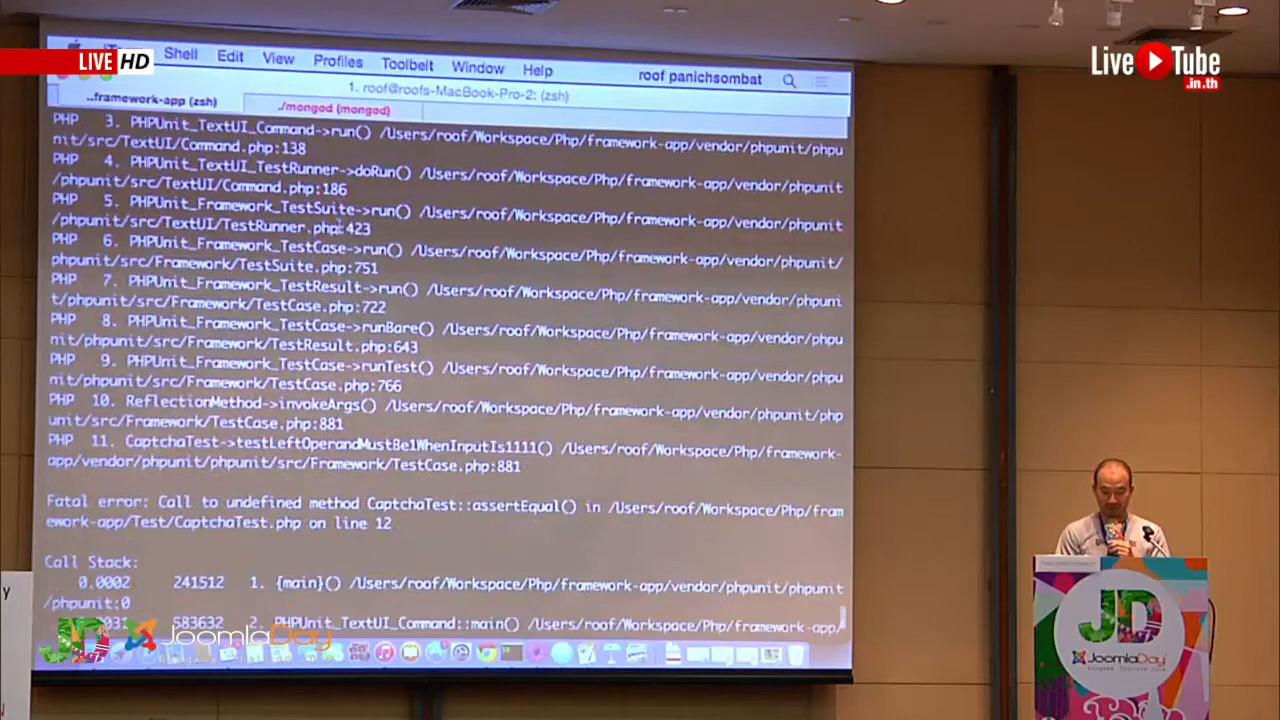 LIVE HD
Live Tube
.in.th
Shell Edit View Profiles Toolbelt Window Help
roof panichsombat
1. roof@roofs-MacBook-Pro-2: (zsh)
..framework-app (zsh)
./mongod (mongod)
PHP 3. PHPUnit_TextUI_Command->run() /Users/roof/Workspace/Php/framework-app/vendor/phpunit/phpu
nit/src/TextUI/Command.php:138
PHP 4. PHPUnit_TextUI_TestRunner->doRun() /Users/roof/Workspace/Php/framework-app/vendor/phpunit
/phpunit/src/TextUI/Command.php:186
PHP 5. PHPUnit_Framework_TestSuite->run() /Users/roof/Workspace/Php/framework-app/vendor/phpunit
/phpunit/src/TextUI/TestRunner.php:423
PHP 6. PHPUnit_Framework_TestCase->run() /Users/roof/Workspace/Php/framework-app/vendor/phpunit/
phpunit/src/Framework/TestSuite.php:751
PHP 7. PHPUnit_Framework_TestResult->run() /Users/roof/Workspace/Php/framework-app/vendor/phpuni
t/phpunit/src/Framework/TestCase.php:722
PHP 8. PHPUnit_Framework_TestCase->runBare() /Users/roof/Workspace/Php/framework-app/vendor/phpu
nit/phpunit/src/Framework/TestResult.php:643
PHP 9. PHPUnit_Framework_TestCase->runTest() /Users/roof/Workspace/Php/framework-app/vendor/phpu
nit/phpunit/src/Framework/TestCase.php:766
PHP 10. ReflectionMethod->invokeArgs() /Users/roof/Workspace/Php/framework-app/vendor/phpunit/php
unit/src/Framework/TestCase.php:881
PHP 11. CaptchaTest->testLeftOperandMustBe1WhenInputIs1111() /Users/roof/Workspace/Php/framework-
app/vendor/phpunit/phpunit/src/Framework/TestCase.php:881
Fatal error: Call to undefined method CaptchaTest::assertEqual() in /Users/roof/Workspace/Php/fram
ework-app/Test/CaptchaTest.php on line 12
Call Stack:
0.0002 241512 1. {main}() /Users/roof/Workspace/Php/framework-app/vendor/phpunit/phpunit
/phpunit:0
583632 2. PHPUnit_TextUI_Command::main() /Users/roof/Workspace/Php/framework-app/
JD JoomlaDay
y
JD
JoomlaDay